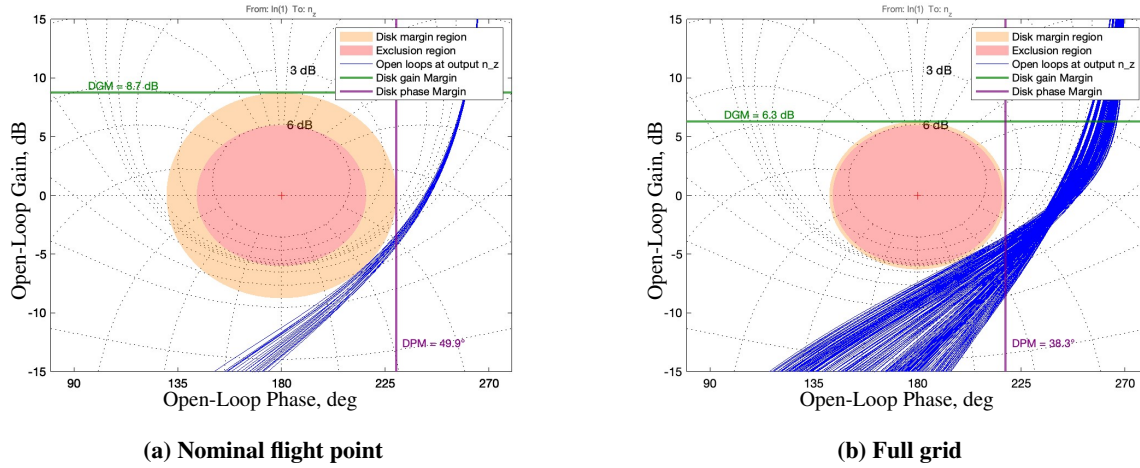 From: In(1) To: n_z
15
10
5
0
-5
-10
-15
90
135
180
225
270
Open-Loop Gain, dB
Open-Loop Phase, deg
Disk margin region
Exclusion region
Open loops at output n_z
Disk gain Margin
Disk phase Margin
DGM = 8.7 dB
3 dB
6 dB
DPM = 49.9°
(a) Nominal flight point
From: In(1) To: n_z
15
10
5
0
-5
-10
-15
90
135
180
225
270
Open-Loop Gain, dB
Open-Loop Phase, deg
Disk margin region
Exclusion region
Open loops at output n_z
Disk gain Margin
Disk phase Margin
DGM = 6.3 dB
3 dB
6 dB
DPM = 38.3°
(b) Full grid